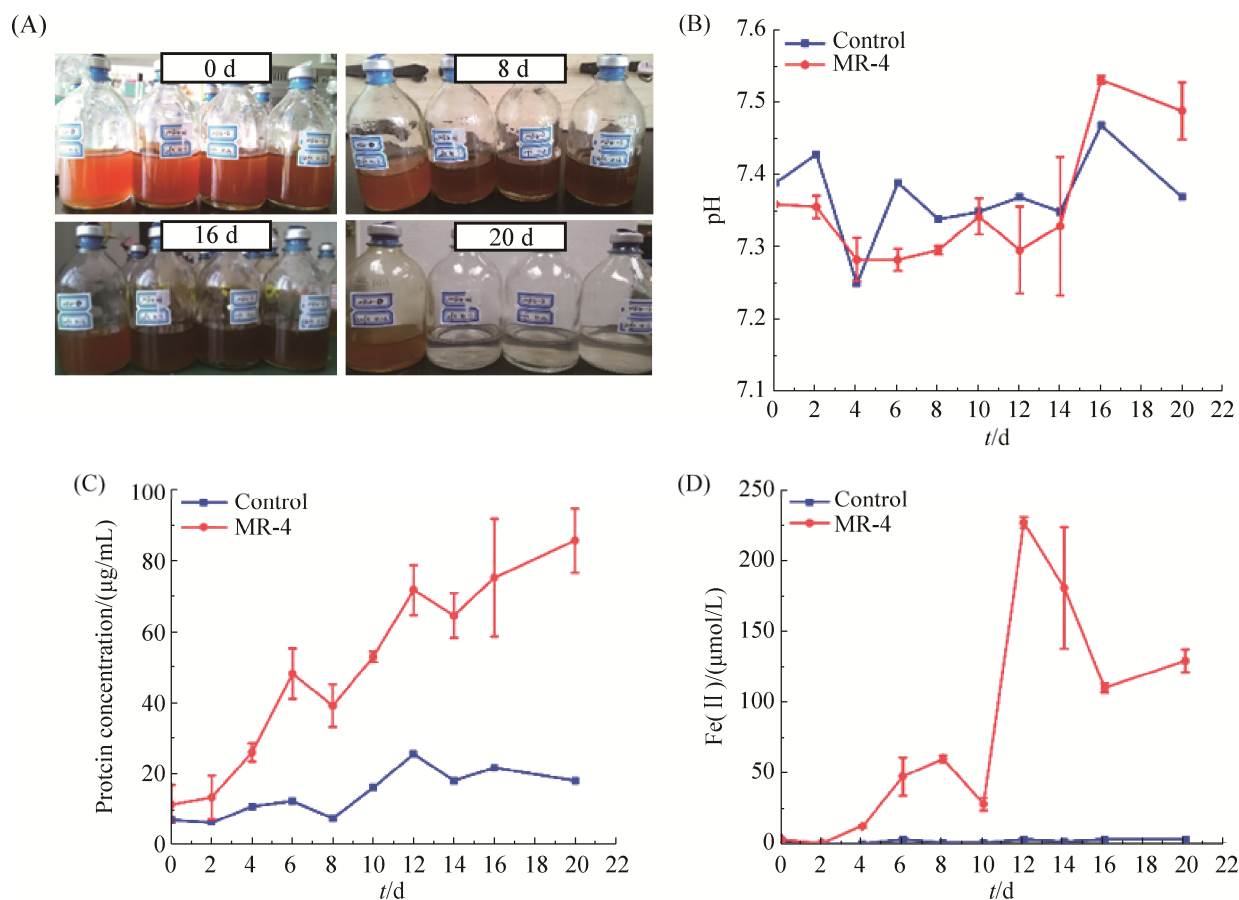 (A)
0 d
8 d
16 d
20 d
(B)
7.6
7.5
7.4
7.3
7.2
7.1
pH
Control
MR-4
0 2 4 6 8 10 12 14 16 18 20 22
t/d
(C)
100
80
60
40
20
0
Protcin concentration/(μg/mL)
Control
MR-4
0 2 4 6 8 10 12 14 16 18 20 22
t/d
(D)
250
200
150
100
50
0
Fe(Ⅱ)/(μmol/L)
Control
MR-4
0 2 4 6 8 10 12 14 16 18 20 22
t/d